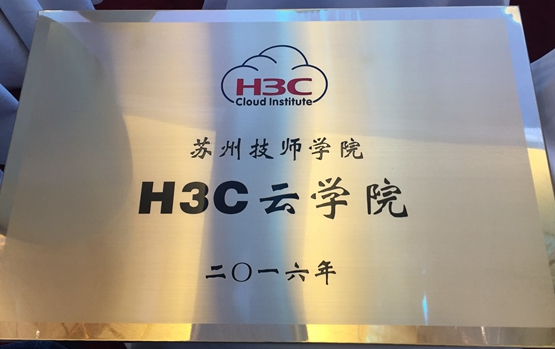 H3C
Cloud Institute
苏州技师学院
H3C云学院
二〇一六年